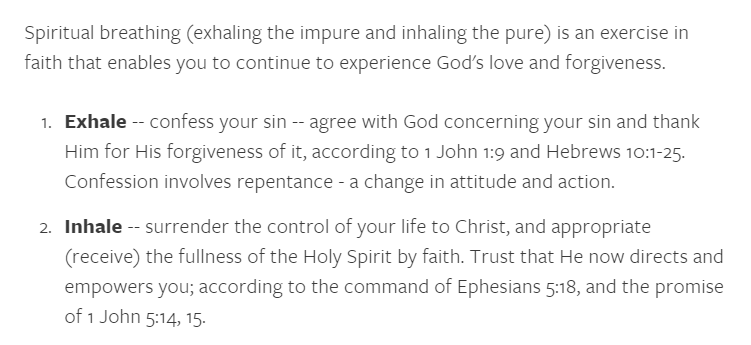 Spiritual breathing (exhaling the impure and inhaling the pure) is an exercise in
faith that enables you to continue to experience God's love and forgiveness.
1. Exhale -- confess your sin -- agree with God concerning your sin and thank
Him for His forgiveness of it, according to 1 John 1:9 and Hebrews 10:1-25.
Confession involves repentance - a change in attitude and action.
2. Inhale -- surrender the control of your life to Christ, and appropriate
(receive) the fullness of the Holy Spirit by faith. Trust that He now directs and
empowers you; according to the command of Ephesians 5:18, and the promise
of 1 John 5:14, 15.